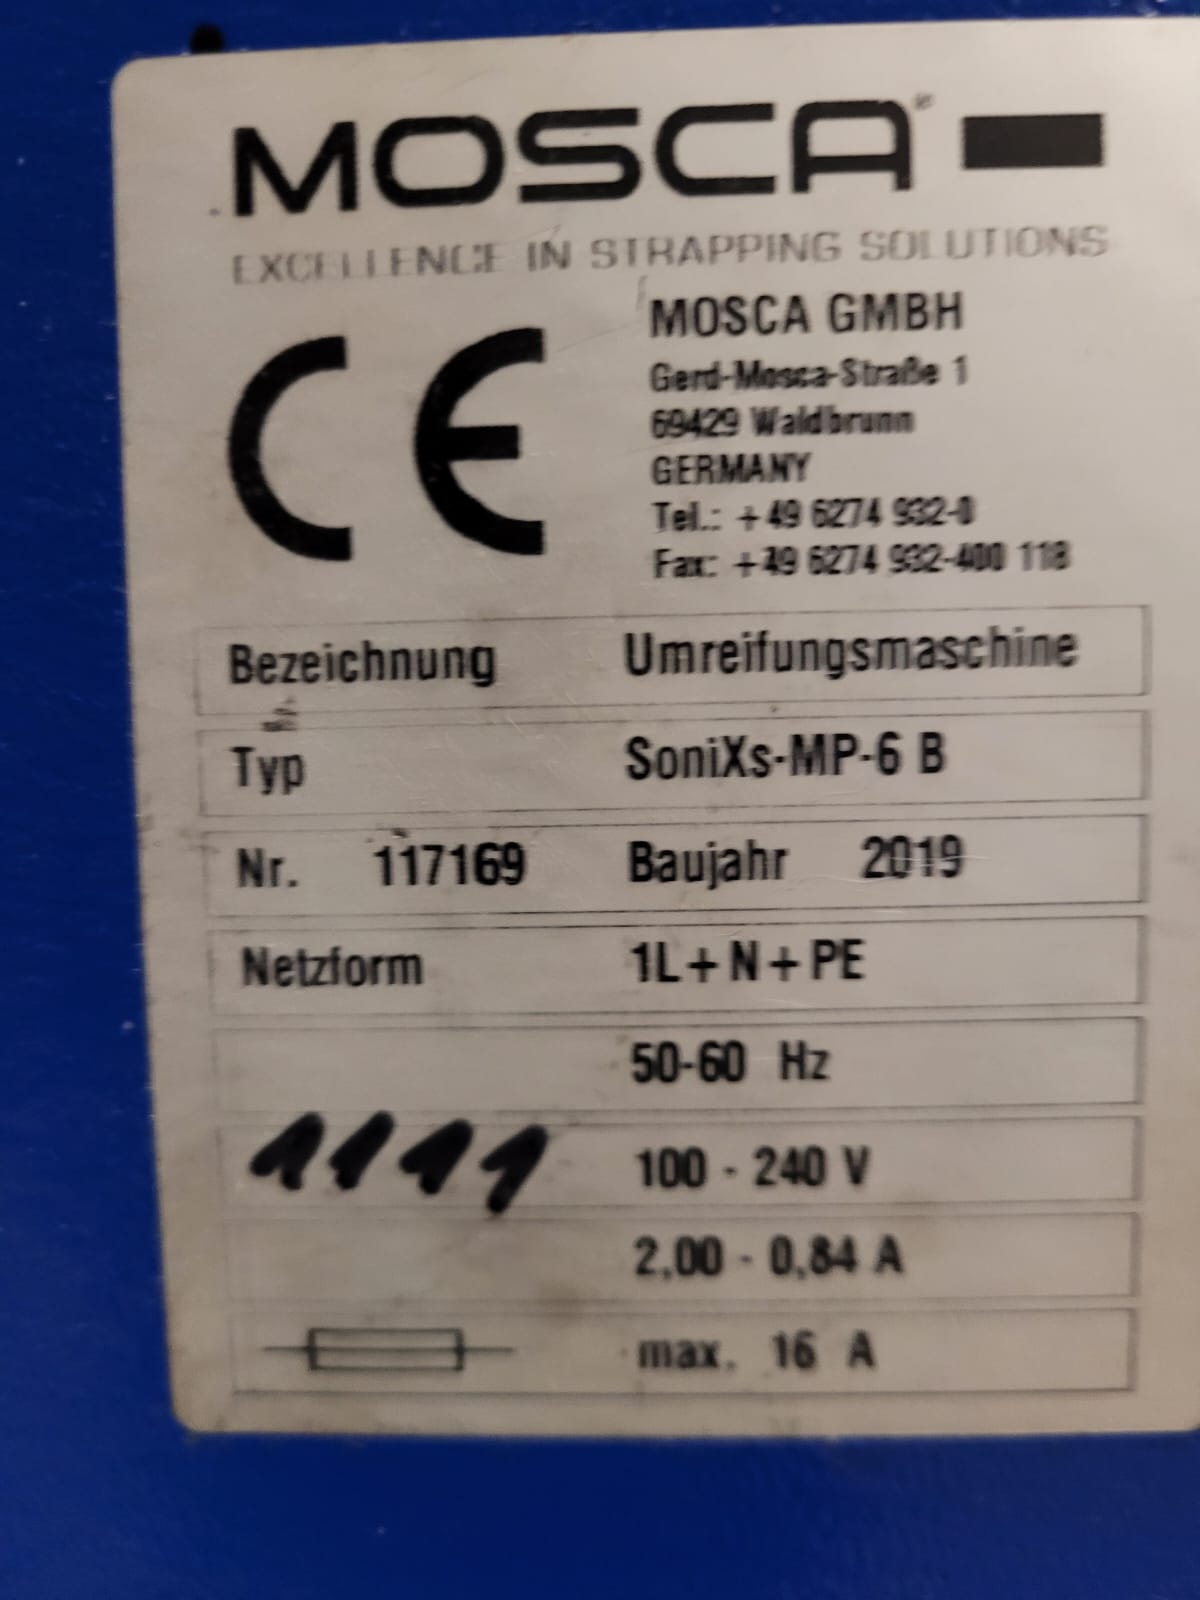 MOSCA®
EXCELLENCE IN STRAPPING SOLUTIONS
CE
MOSCA GMBH
Gerd-Mosca-Straße 1
69429 Waldbrunn
GERMANY
Tel.: +49 6274 932-0
Fax: +49 6274 932-400 118
Bezeichnung Umreifungsmaschine
Typ SoniXs-MP-6 B
Nr. 117169 Baujahr 2019
Netzform 1L+N+PE
50-60 Hz
1111 100 - 240 V
2,00 - 0,84 A
max. 16 A